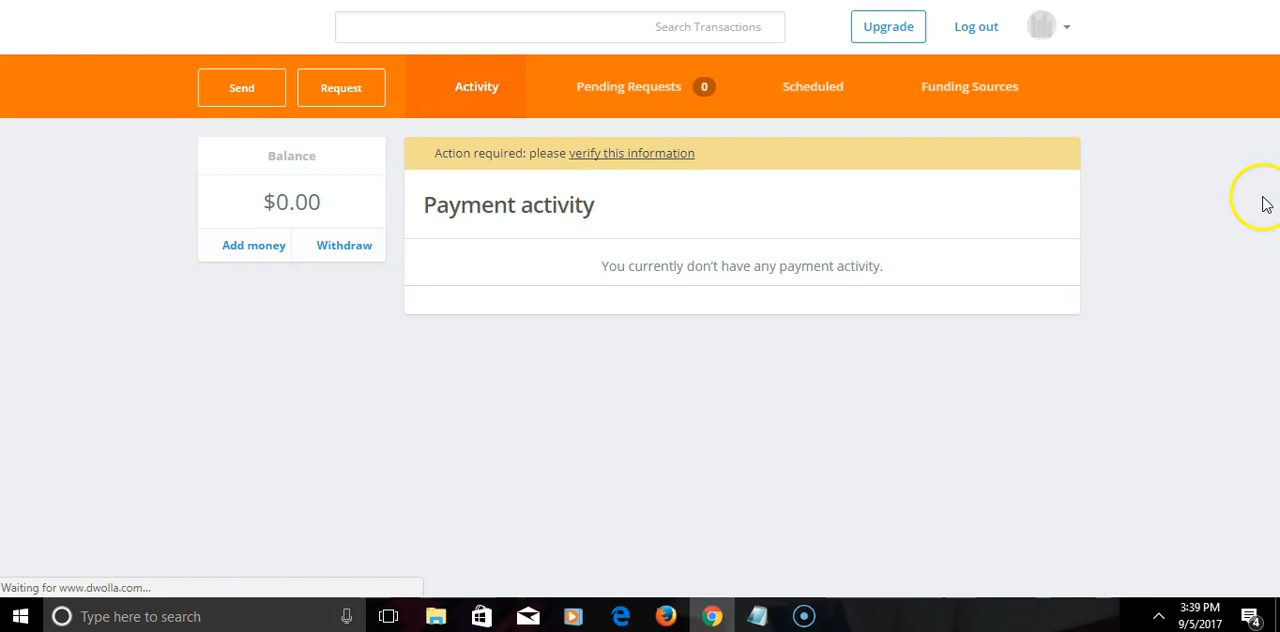 Search Transactions
Upgrade
Log out
Send
Request
Activity
Pending Requests 0
Scheduled
Funding Sources
Balance
$0.00
Add money
Withdraw
Action required: please verify this information
Payment activity
You currently don't have any payment activity.
Waiting for www.dwolla.com...
Type here to search
3:39 PM
9/5/2017
4